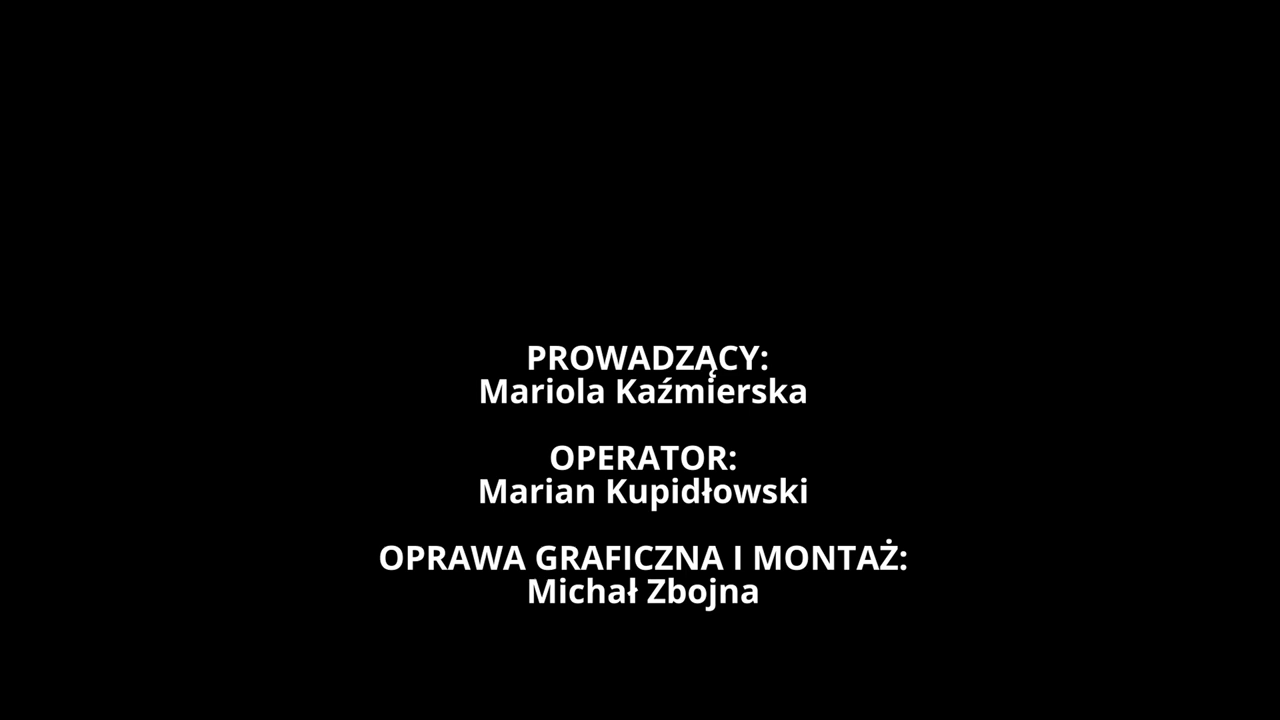 PROWADZĄCY:
Mariola Kaźmierska
OPERATOR:
Marian Kupidłowski
OPRAWA GRAFICZNA I MONTAŻ:
Michał Zbojna